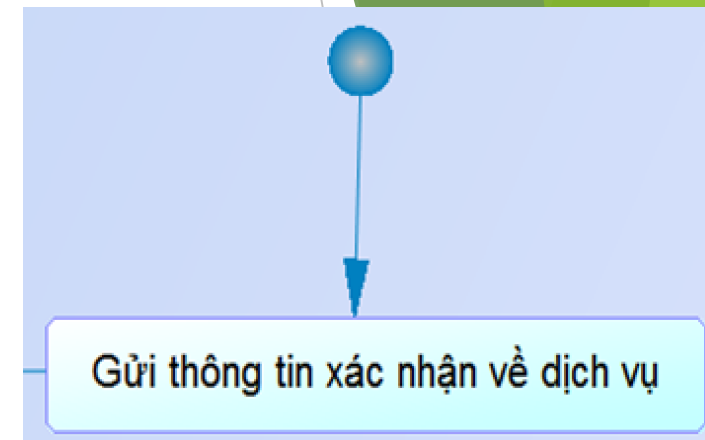 Gửi thông tin xác nhận về dịch vụ